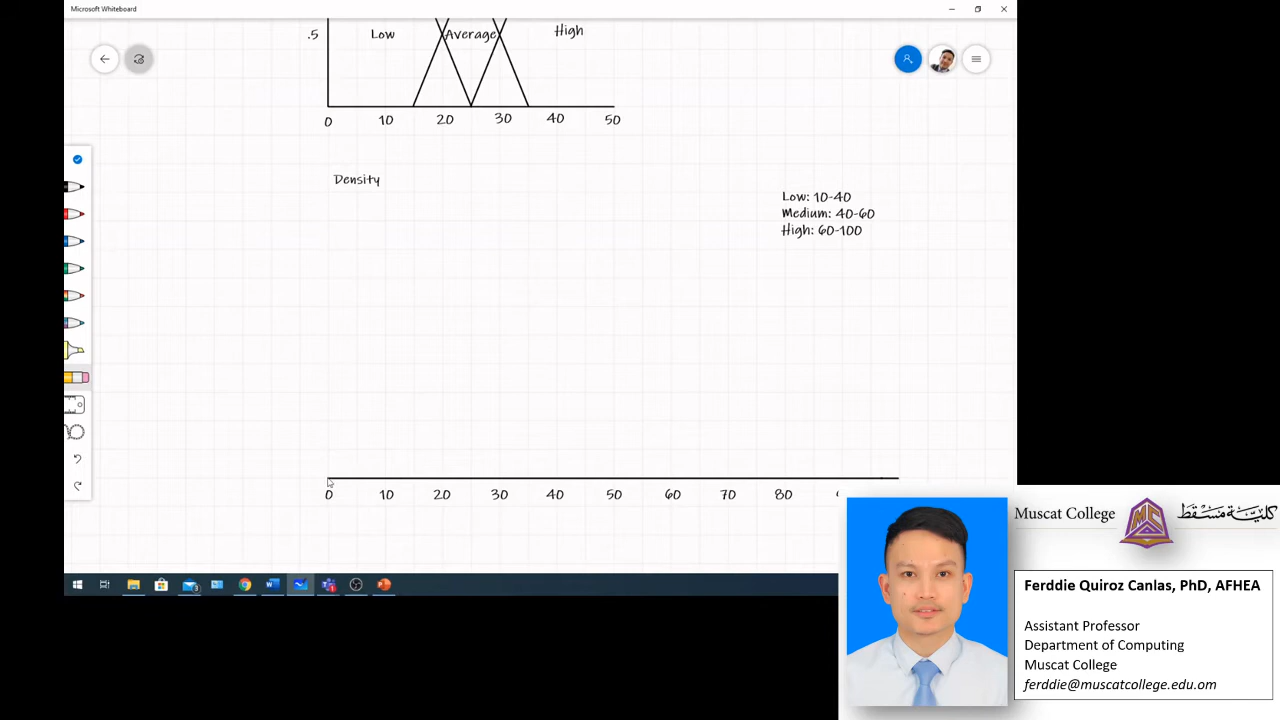 Microsoft Whiteboard
.5
Low
Average
High
0 10 20 30 40 50
Density
Low: 10-40
Medium: 40-60
High: 60-100
0 10 20 30 40 50 60 70 80
Muscat College
كليّة مسقط
Ferddie Quiroz Canlas, PhD, AFHEA
Assistant Professor
Department of Computing
Muscat College
ferddie@muscatcollege.edu.om